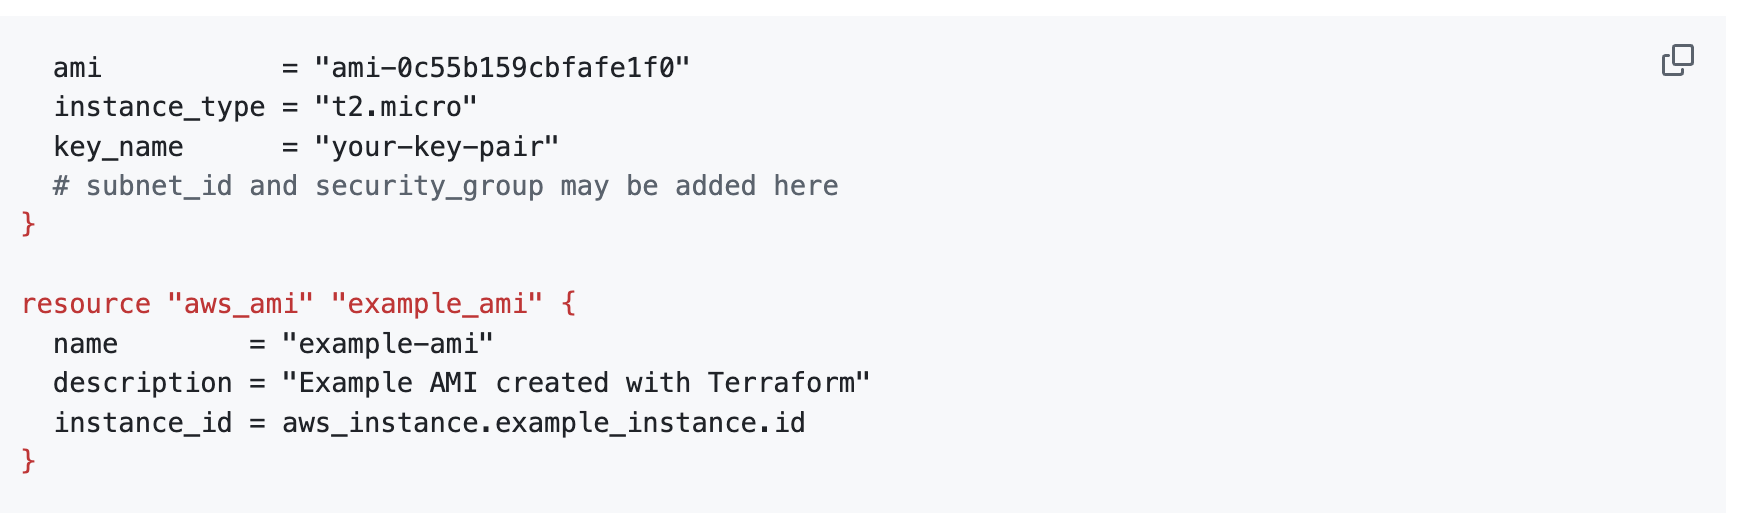 ami           = "ami-0c55b159cbfafe1f0"
  instance_type = "t2.micro"
  key_name      = "your-key-pair"
  # subnet_id and security_group may be added here
}

resource "aws_ami" "example_ami" {
  name        = "example-ami"
  description = "Example AMI created with Terraform"
  instance_id = aws_instance.example_instance.id
}